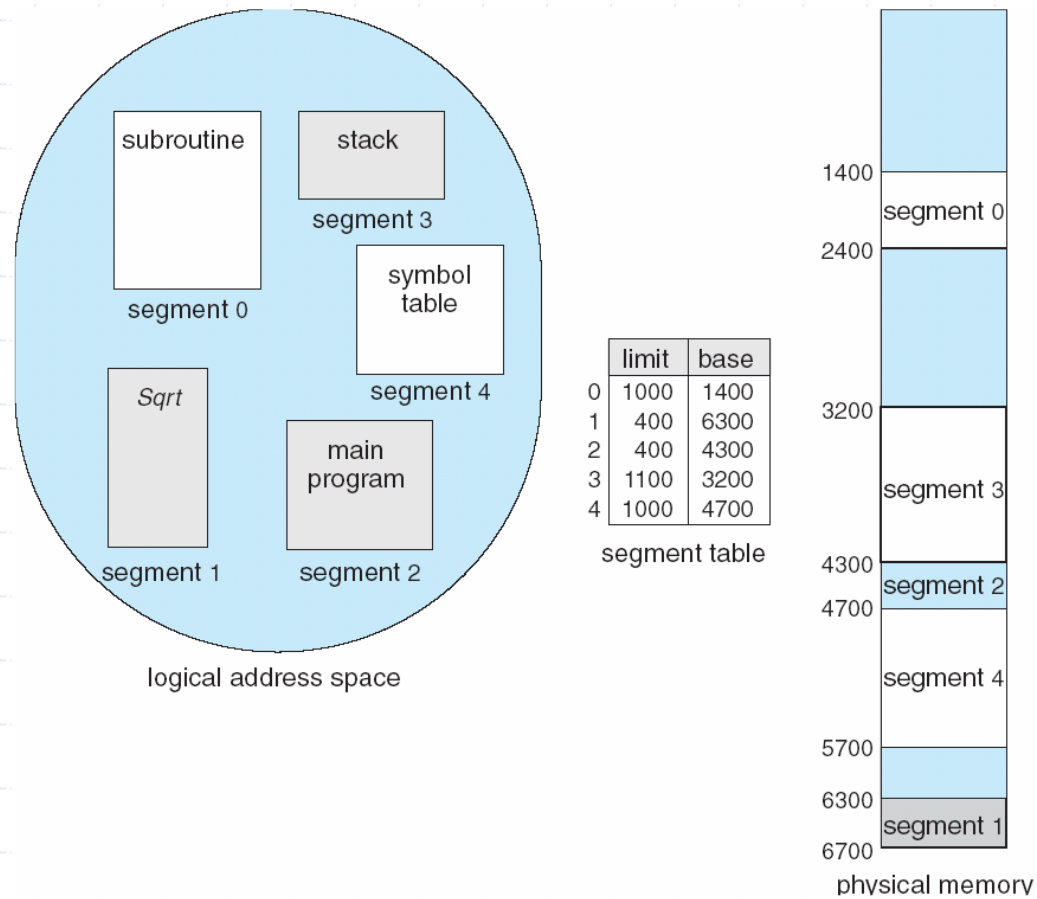 subroutine
segment 0
stack
segment 3
symbol
table
segment 4
Sqrt
segment 1
main
program
segment 2
logical address space
limit base
0 1000 1400
1 400 6300
2 400 4300
3 1100 3200
4 1000 4700
segment table
1400
segment 0
2400
3200
segment 3
4300
segment 2
4700
segment 4
5700
6300
segment 1
6700
physical memory